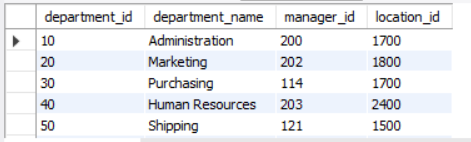 department_id department_name manager_id location_id
10 Administration 200 1700
20 Marketing 202 1800
30 Purchasing 114 1700
40 Human Resources 203 2400
50 Shipping 121 1500